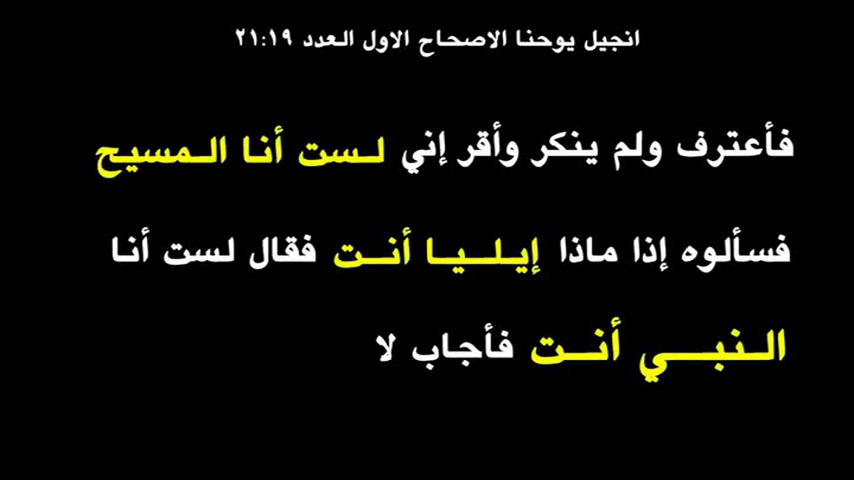 انجيل يوحنا الاصحاح الاول العدد ٢١:١٩
فأعترف ولم ينكر وأقر إني لست أنا المسيح
فسألوه إذا ماذا إيليا أنت فقال لست أنا
النبي أنت فأجاب لا